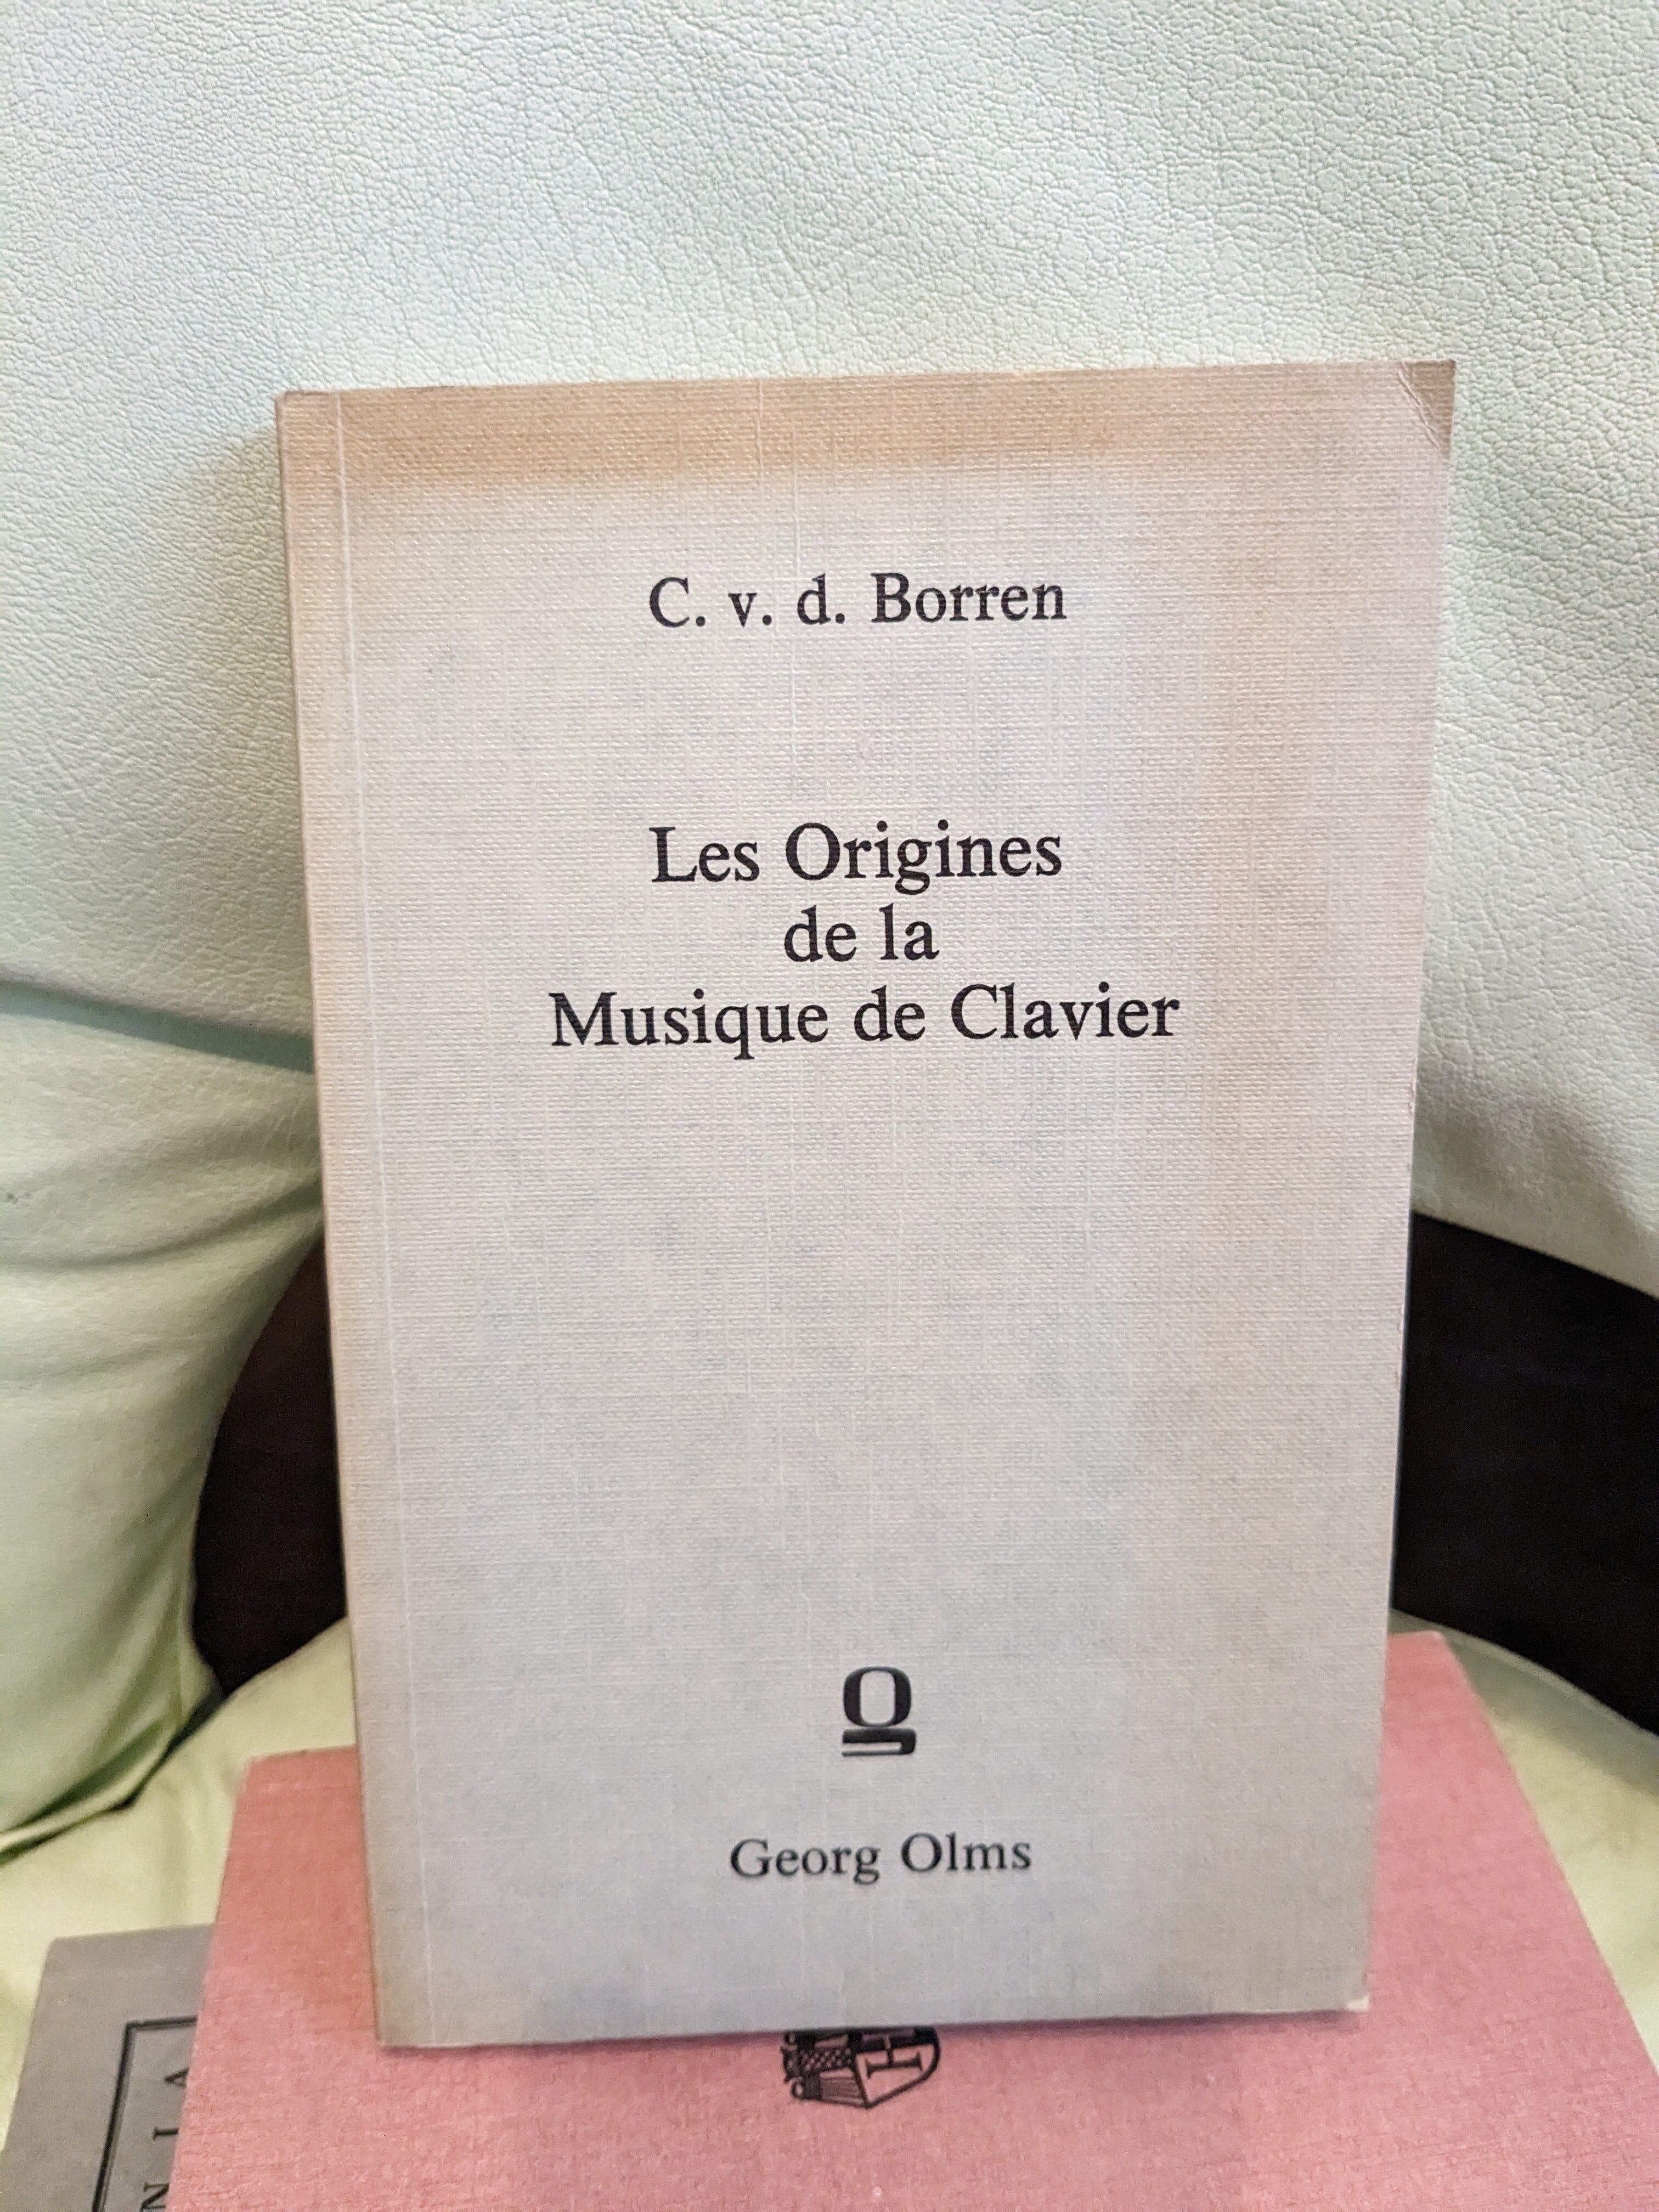 C. v. d. Borren
Les Origines
de la
Musique de Clavier
Georg Olms